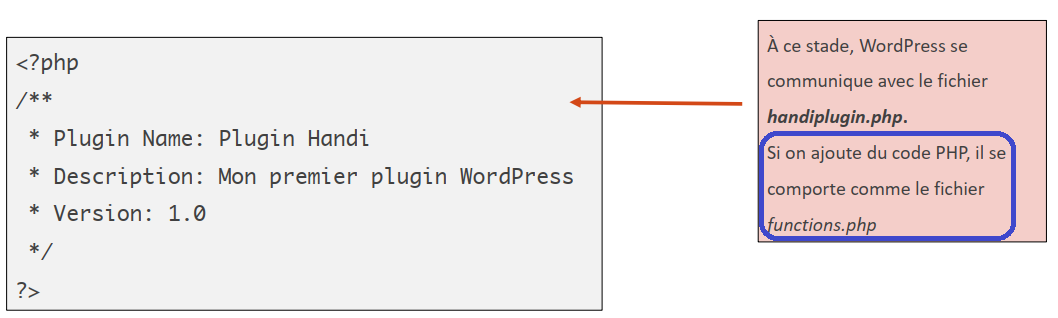 <?php
/**
 * Plugin Name: Plugin Handi
 * Description: Mon premier plugin WordPress
 * Version: 1.0
 */
?>
À ce stade, WordPress se
communique avec le fichier
handiplugin.php.
Si on ajoute du code PHP, il se
comporte comme le fichier
functions.php